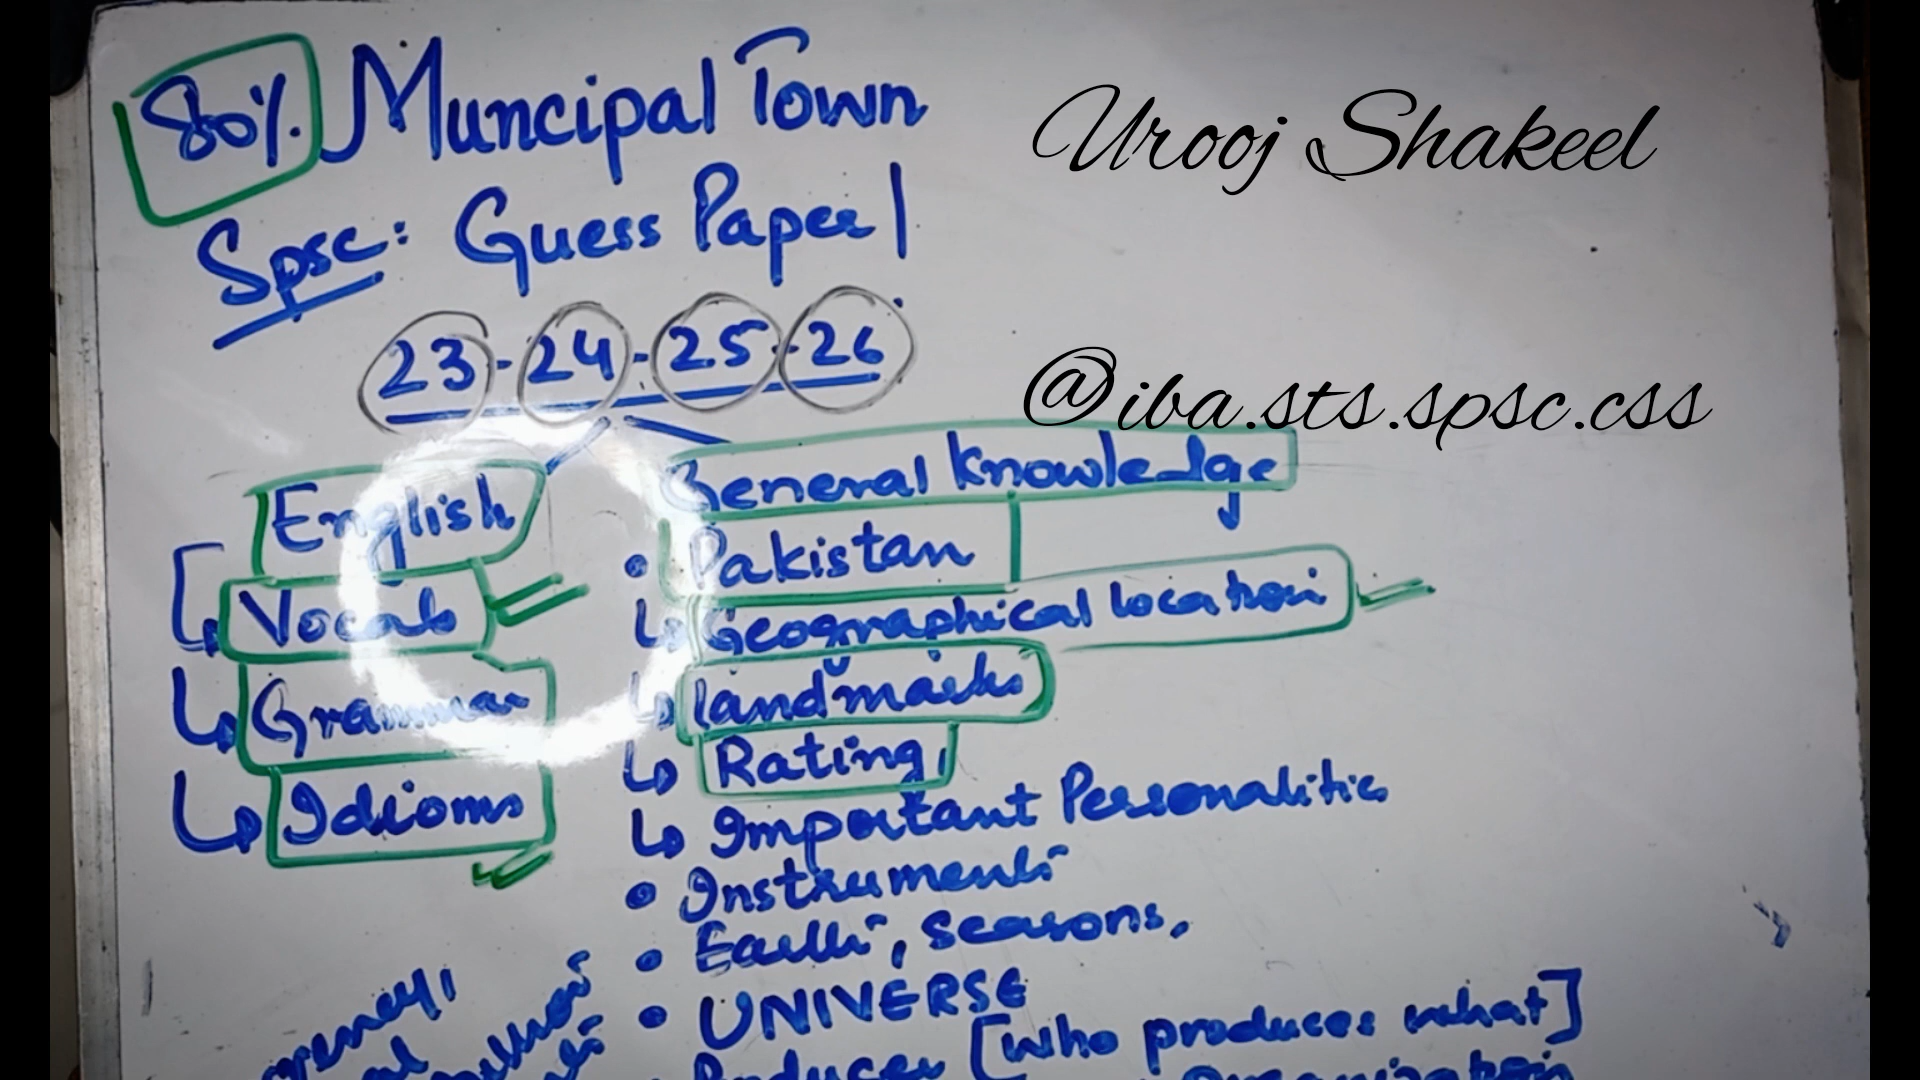 80% Muncipal Town
Urooj Shakeel
Spsc: Guess Paper
23-24-25-26
@iba.sts.spsc.css
English
General knowledge
Pakistan
Vocab
Geographical location
Grammar
landmarks
Rating,
Idioms
Important Personalities
Instruments
Earth, seasons,
UNIVERSE
[who produces what]